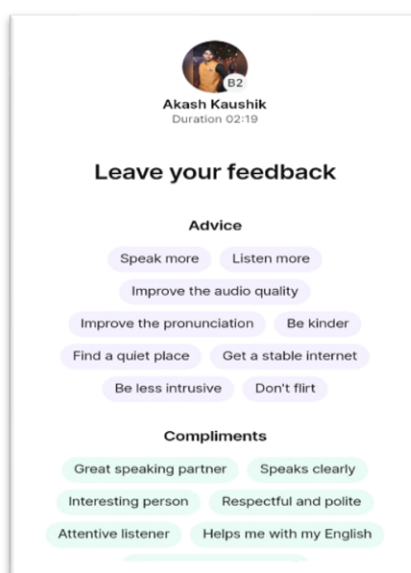 B2
Akash Kaushik
Duration 02:19
Leave your feedback
Advice
Speak more Listen more
Improve the audio quality
Improve the pronunciation Be kinder
Find a quiet place Get a stable internet
Be less intrusive Don't flirt
Compliments
Great speaking partner Speaks clearly
Interesting person Respectful and polite
Attentive listener Helps me with my English